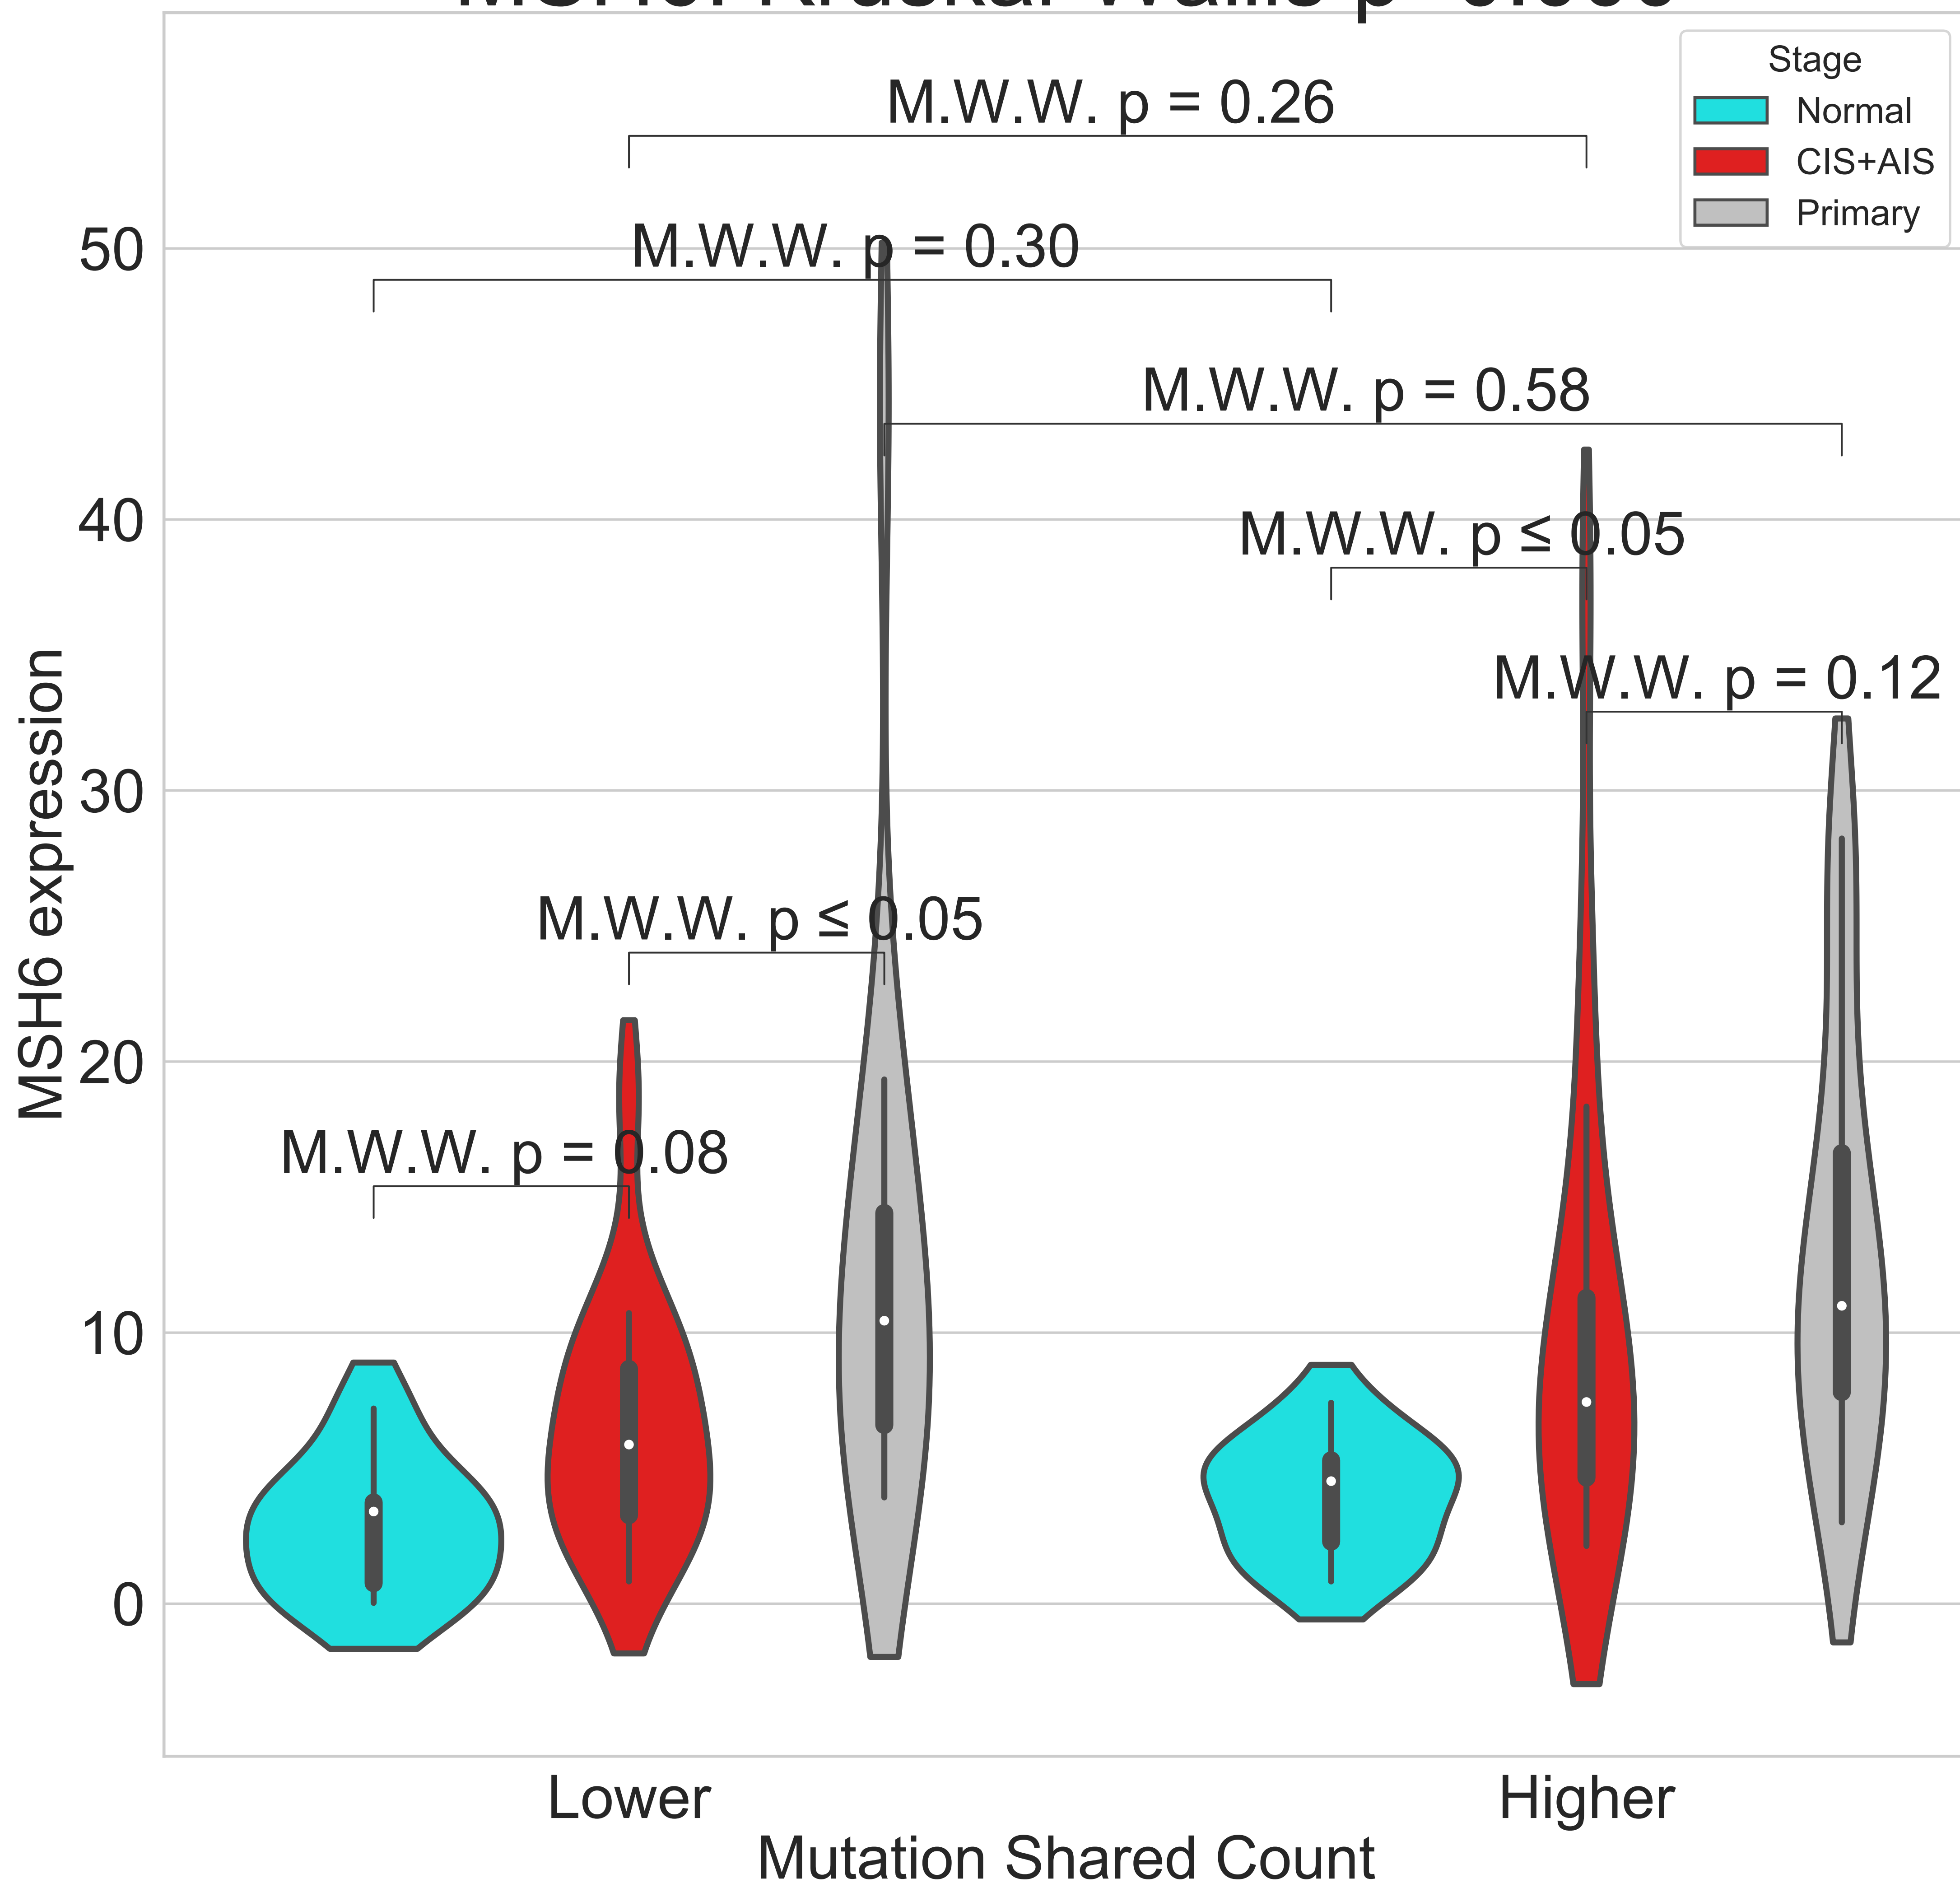 Stage
Normal
CIS+AIS
Primary
M.W.W. p = 0.26
M.W.W. p = 0.30
M.W.W. p = 0.58
M.W.W. p ≤ 0.05
M.W.W. p = 0.12
M.W.W. p ≤ 0.05
M.W.W. p = 0.08
50
40
30
20
10
0
MSH6 expression
Lower
Higher
Mutation Shared Count